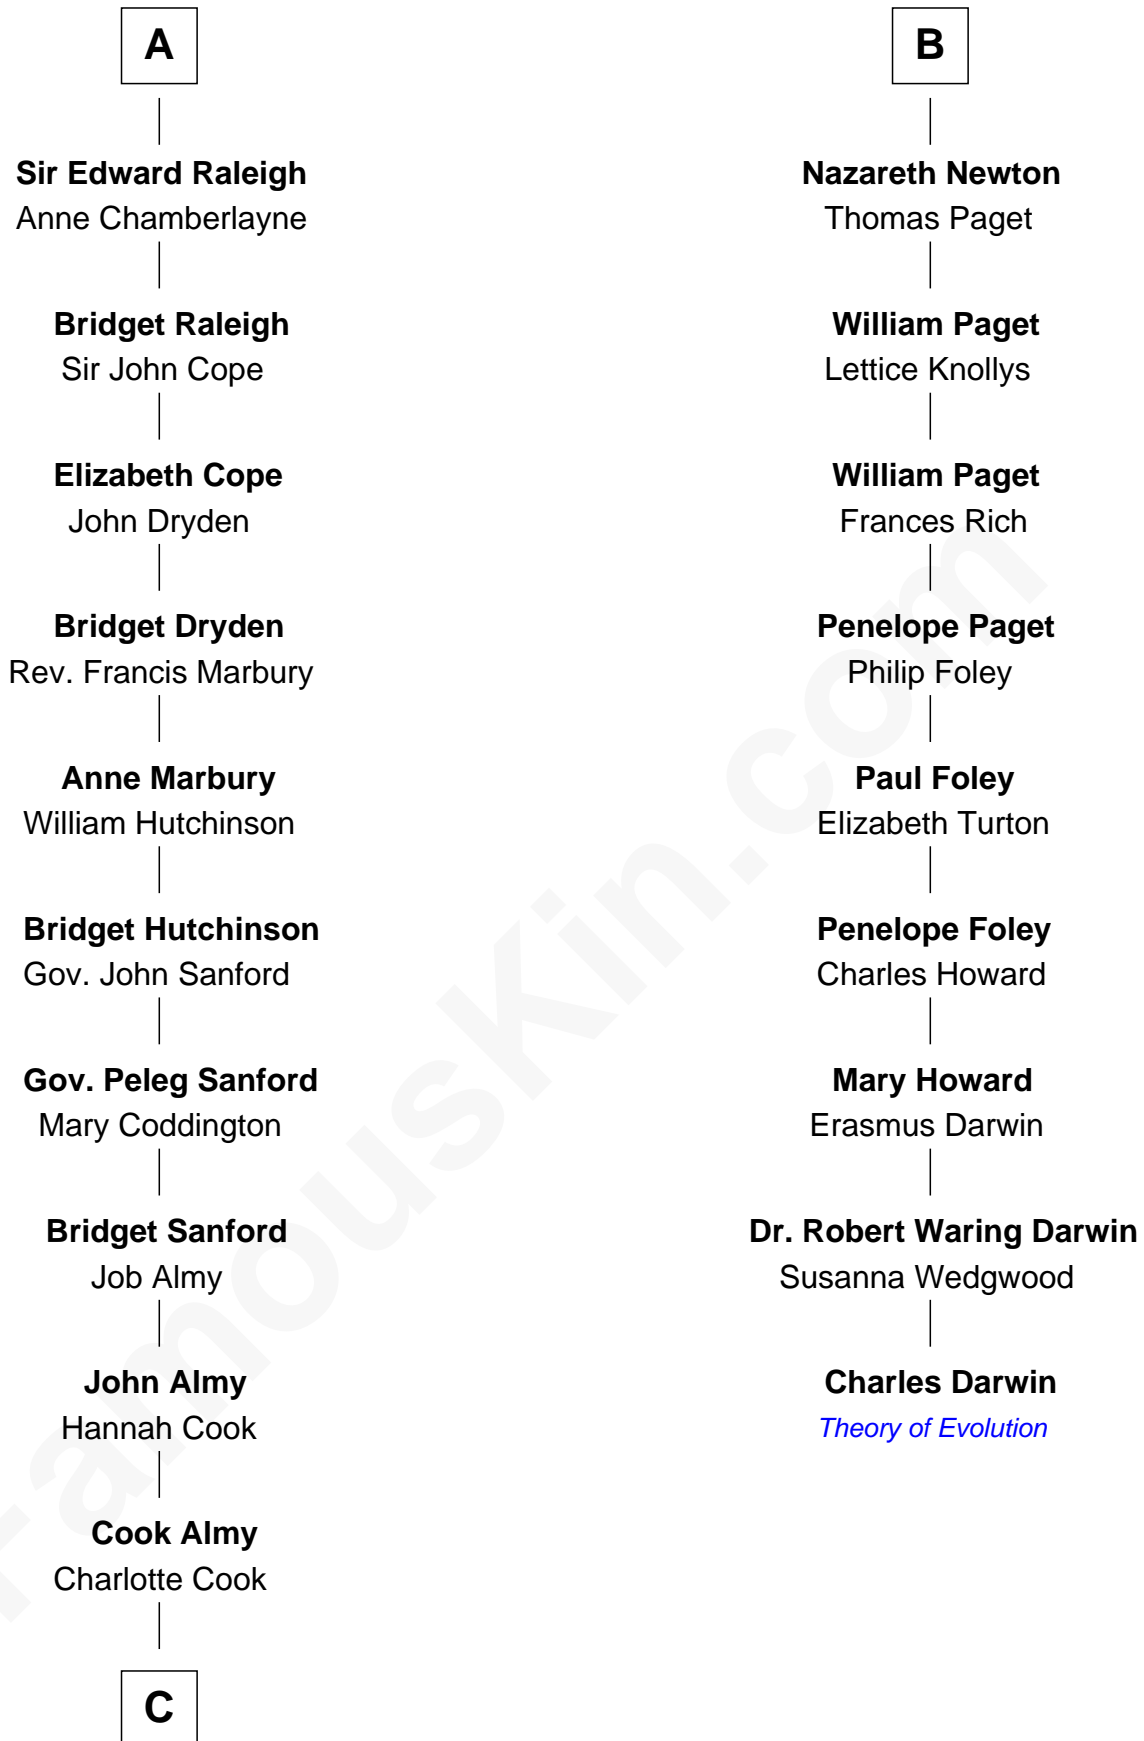 A
Sir Edward Raleigh
Anne Chamberlayne
Bridget Raleigh
Sir John Cope
Elizabeth Cope
John Dryden
Bridget Dryden
Rev. Francis Marbury
Anne Marbury
William Hutchinson
Bridget Hutchinson
Gov. John Sanford
Gov. Peleg Sanford
Mary Coddington
Bridget Sanford
Job Almy
John Almy
Hannah Cook
Cook Almy
Charlotte Cook
C
B
Nazareth Newton
Thomas Paget
William Paget
Lettice Knollys
William Paget
Frances Rich
Penelope Paget
Philip Foley
Paul Foley
Elizabeth Turton
Penelope Foley
Charles Howard
Mary Howard
Erasmus Darwin
Dr. Robert Waring Darwin
Susanna Wedgwood
Charles Darwin
Theory of Evolution
FamousKin.com